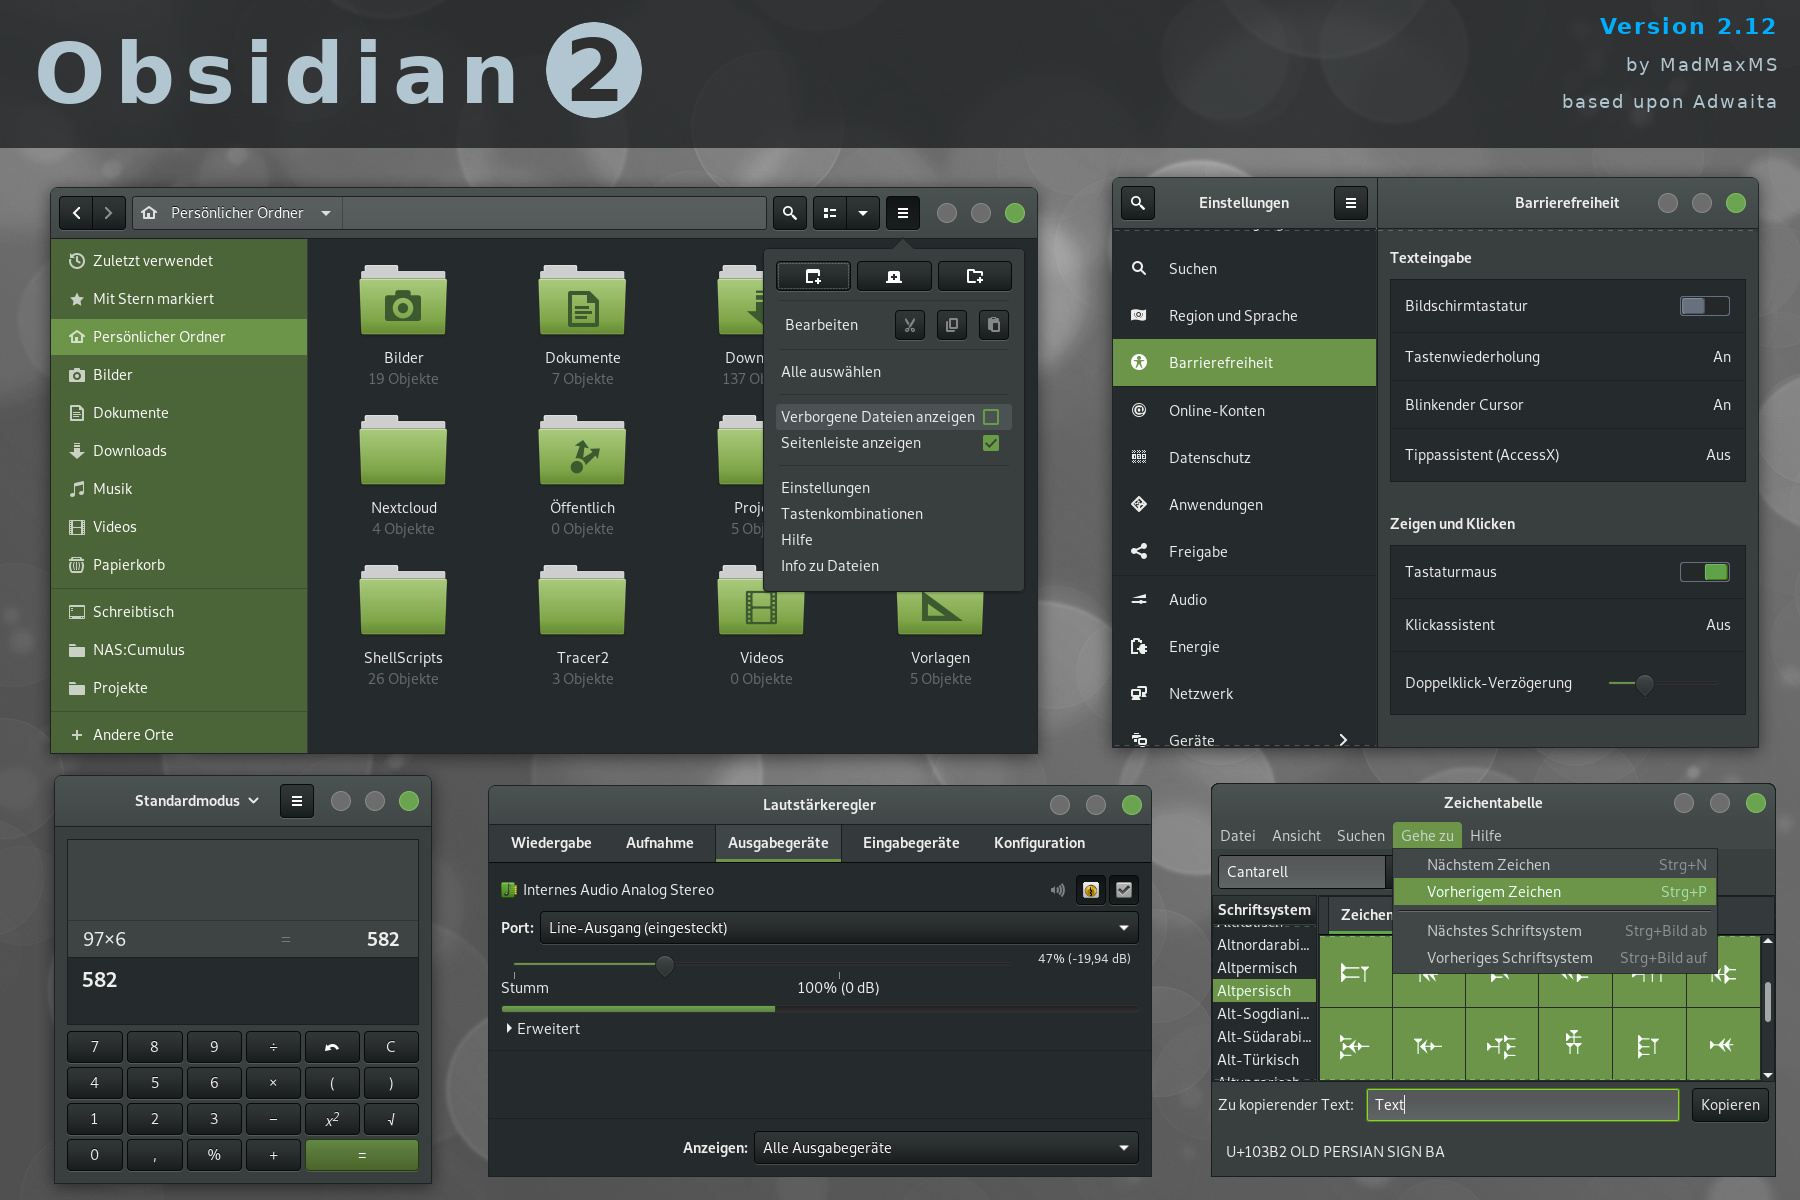 Obsidian 2
Version 2.12
by MadMaxMS
based upon Adwaita
Persönlicher Ordner
Zuletzt verwendet
Mit Stern markiert
Persönlicher Ordner
Bilder
Dokumente
Downloads
Musik
Videos
Papierkorb
Schreibtisch
NAS:Cumulus
Projekte
Andere Orte
Bilder
19 Objekte
Dokumente
7 Objekte
Down
137 O
Nextcloud
4 Objekte
Öffentlich
0 Objekte
Proj
5 Obj
ShellScripts
26 Objekte
Tracer2
3 Objekte
Videos
0 Objekte
Vorlagen
5 Objekte
Bearbeiten
Alle auswählen
Verborgene Dateien anzeigen
Seitenleiste anzeigen
Einstellungen
Tastenkombinationen
Hilfe
Info zu Dateien
Einstellungen
Barrierefreiheit
Suchen
Region und Sprache
Barrierefreiheit
Online-Konten
Datenschutz
Anwendungen
Freigabe
Audio
Energie
Netzwerk
Geräte
Texteingabe
Bildschirmtastatur
Tastenwiederholung An
Blinkender Cursor An
Tippassistent (AccessX) Aus
Zeigen und Klicken
Tastaturmaus
Klickassistent Aus
Doppelklick-Verzögerung
Standardmodus
97×6 = 582
582
7 8 9 ÷ C
4 5 6 × ( )
1 2 3 − x² √
0 , % + =
Lautstärkeregler
Wiedergabe Aufnahme Ausgabegeräte Eingabegeräte Konfiguration
Internes Audio Analog Stereo
Port: Line-Ausgang (eingesteckt)
47% (-19,94 dB)
Stumm 100% (0 dB)
Erweitert
Anzeigen: Alle Ausgabegeräte
Zeichentabelle
Datei Ansicht Suchen Gehe zu Hilfe
Cantarell
Nächstem Zeichen Strg+N
Vorherigem Zeichen Strg+P
Nächstes Schriftsystem Strg+Bild ab
Vorheriges Schriftsystem Strg+Bild auf
Schriftsystem
Zeichen
Altnordarabi...
Altpermisch
Altpersisch
Alt-Sogdiani...
Alt-Südarabi...
Alt-Türkisch
Zu kopierender Text: Text Kopieren
U+103B2 OLD PERSIAN SIGN BA